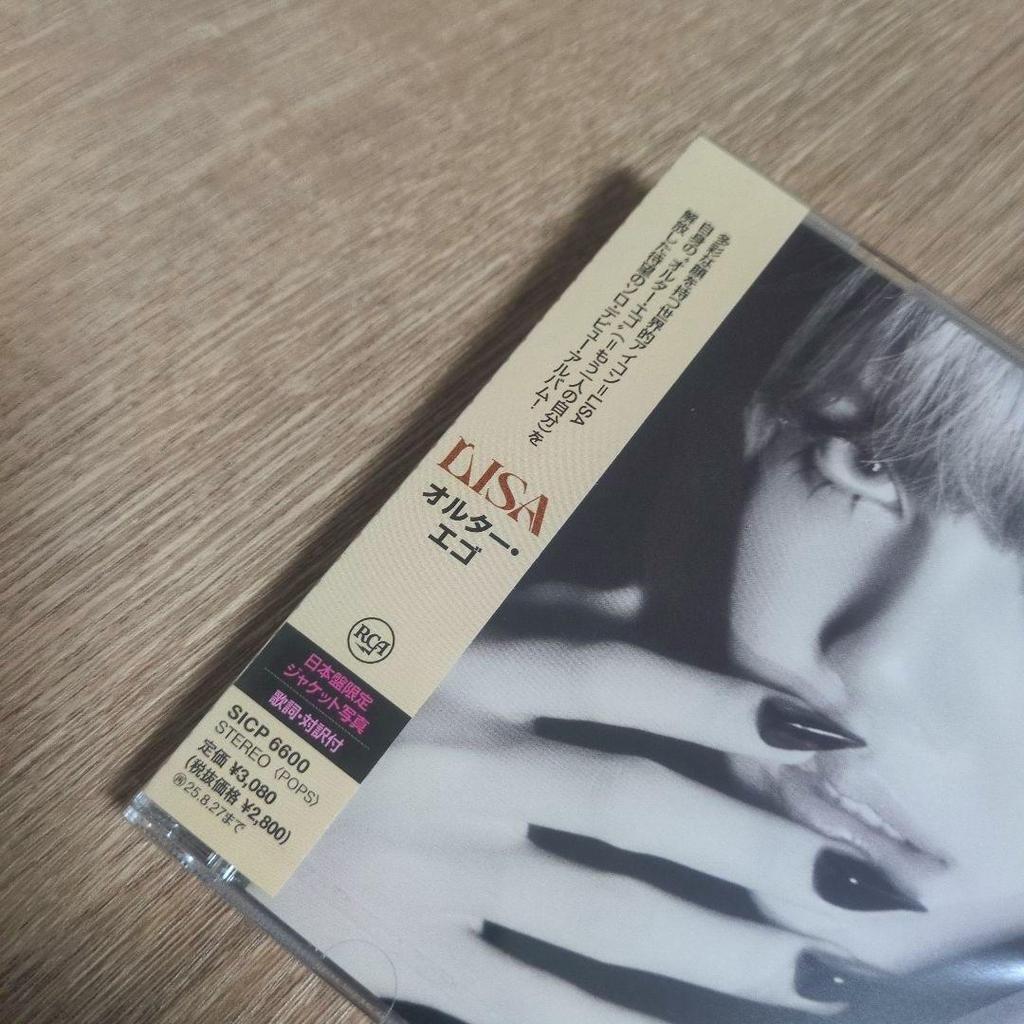 多彩な顔を持つ世界的アイコン=LISA
自身の“オルター・エゴ”(=もう一人の自分)を
解放した待望のソロ・デビュー・アルバム!
LISA
オルター・
エゴ
RCA
日本盤限定
ジャケット写真
歌詞・対訳付
SICP 6600
STEREO〈POPS〉
定価 ¥3,080
(税抜価格 ¥2,800)
㋮25.8.27まで